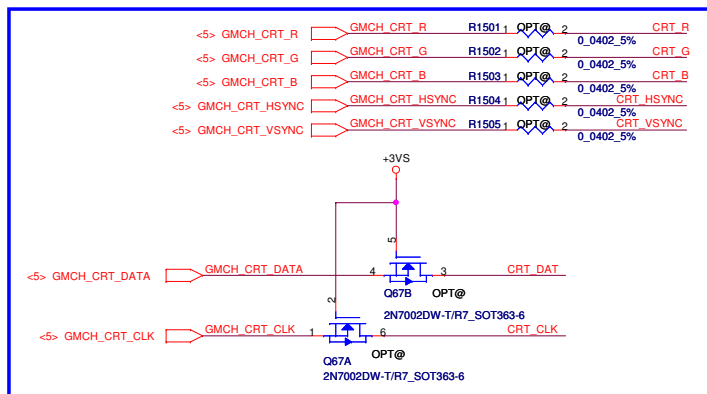 <5> GMCH_CRT_R GMCH_CRT_R R1501 1 OPT@ 2 CRT_R
0_0402_5%
<5> GMCH_CRT_G GMCH_CRT_G R1502 1 OPT@ 2 CRT_G
0_0402_5%
<5> GMCH_CRT_B GMCH_CRT_B R1503 1 OPT@ 2 CRT_B
0_0402_5%
<5> GMCH_CRT_HSYNC GMCH_CRT_HSYNC R1504 1 OPT@ 2 CRT_HSYNC
0_0402_5%
<5> GMCH_CRT_VSYNC GMCH_CRT_VSYNC R1505 1 OPT@ 2 CRT_VSYNC
0_0402_5%
+3VS
5
<5> GMCH_CRT_DATA GMCH_CRT_DATA 4 3 CRT_DAT
Q67B OPT@
2
2N7002DW-T/R7_SOT363-6
<5> GMCH_CRT_CLK GMCH_CRT_CLK 1 6 CRT_CLK
OPT@
Q67A
2N7002DW-T/R7_SOT363-6